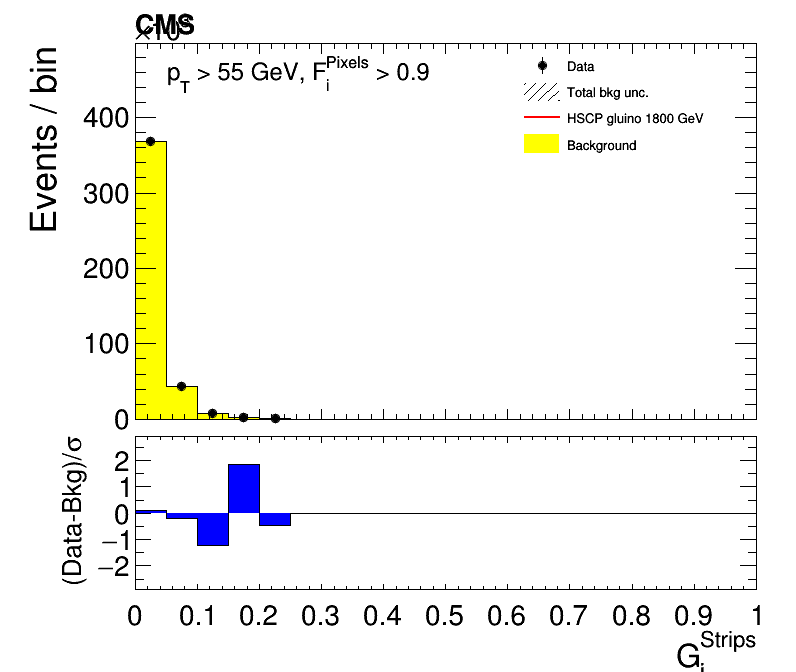 CMS
Events / bin
p_T > 55 GeV, F_i^Pixels > 0.9
Data
Total bkg unc.
HSCP gluino 1800 GeV
Background
400
300
200
100
0
(Data-Bkg)/σ
2
1
0
−1
−2
0 0.1 0.2 0.3 0.4 0.5 0.6 0.7 0.8 0.9 1
G_i^Strips